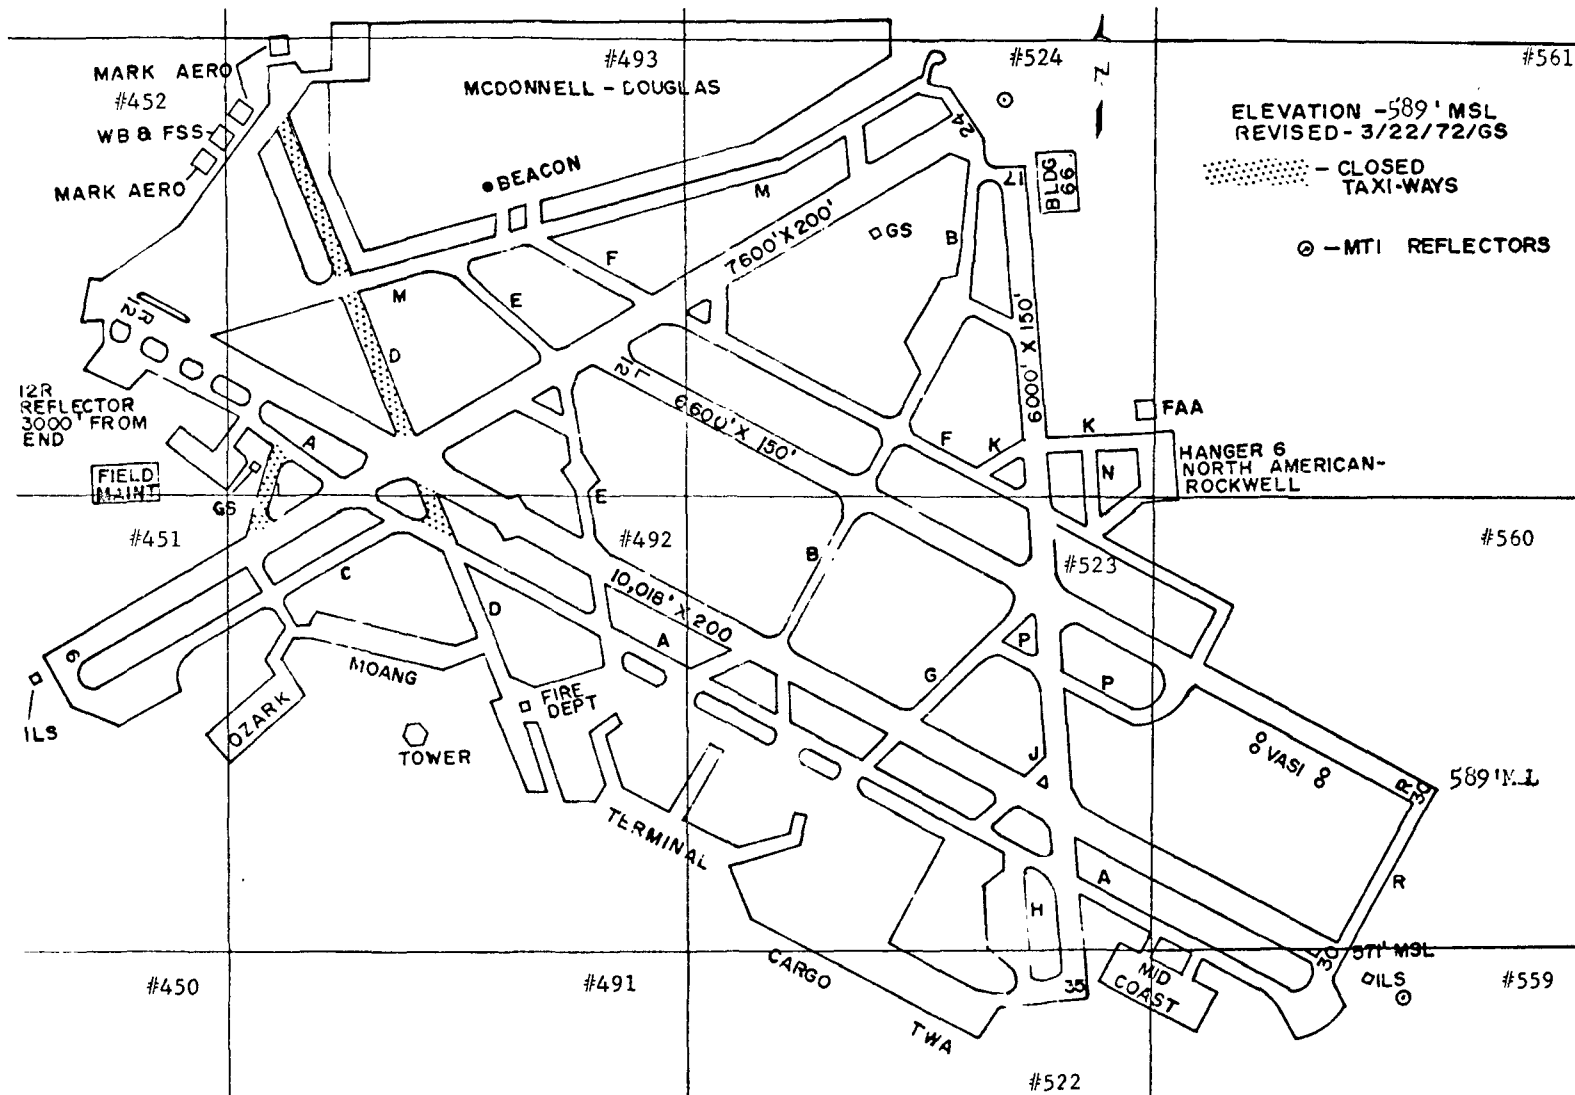 #493
#524
#561
MARK AERO
#452
MCDONNELL - DOUGLAS
N
WB & FSS
24
ELEVATION - 589' MSL
REVISED - 3/22/72/GS
MARK AERO
BEACON
M
17
BLDG 66
- CLOSED
TAXI-WAYS
F
7600' X 200'
GS
B
- MTI REFLECTORS
M
E
12R
D
12L
6000' X 150'
12R
REFLECTOR
3000' FROM
END
A
6600' X 150'
F
K
K
FAA
HANGER 6
NORTH AMERICAN-
ROCKWELL
N
FIELD
MAINT
GS
E
#451
#492
B
#523
#560
C
D
10,018' X 200
A
P
P
G
6
MOANG
OZARK
FIRE
DEPT
ILS
TOWER
J
VASI
R
30
589' M
TERMINAL
A
R
H
30
571' MSL
ILS
CARGO
35
MID
COAST
#450
#491
#559
TWA
#522